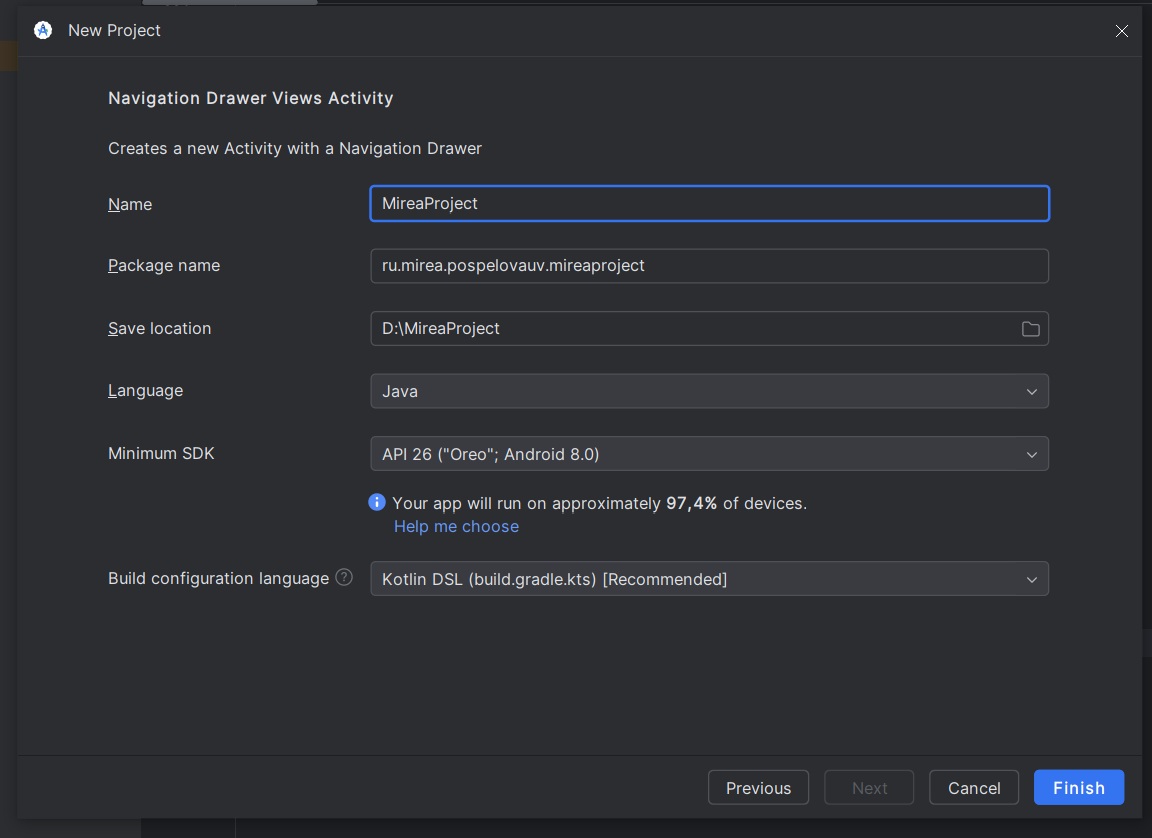 New Project
Navigation Drawer Views Activity
Creates a new Activity with a Navigation Drawer
Name MireaProject
Package name ru.mirea.pospelovauv.mireaproject
Save location D:\MireaProject
Language Java
Minimum SDK API 26 ("Oreo"; Android 8.0)
Your app will run on approximately 97,4% of devices.
Help me choose
Build configuration language ? Kotlin DSL (build.gradle.kts) [Recommended]
Previous Next Cancel Finish